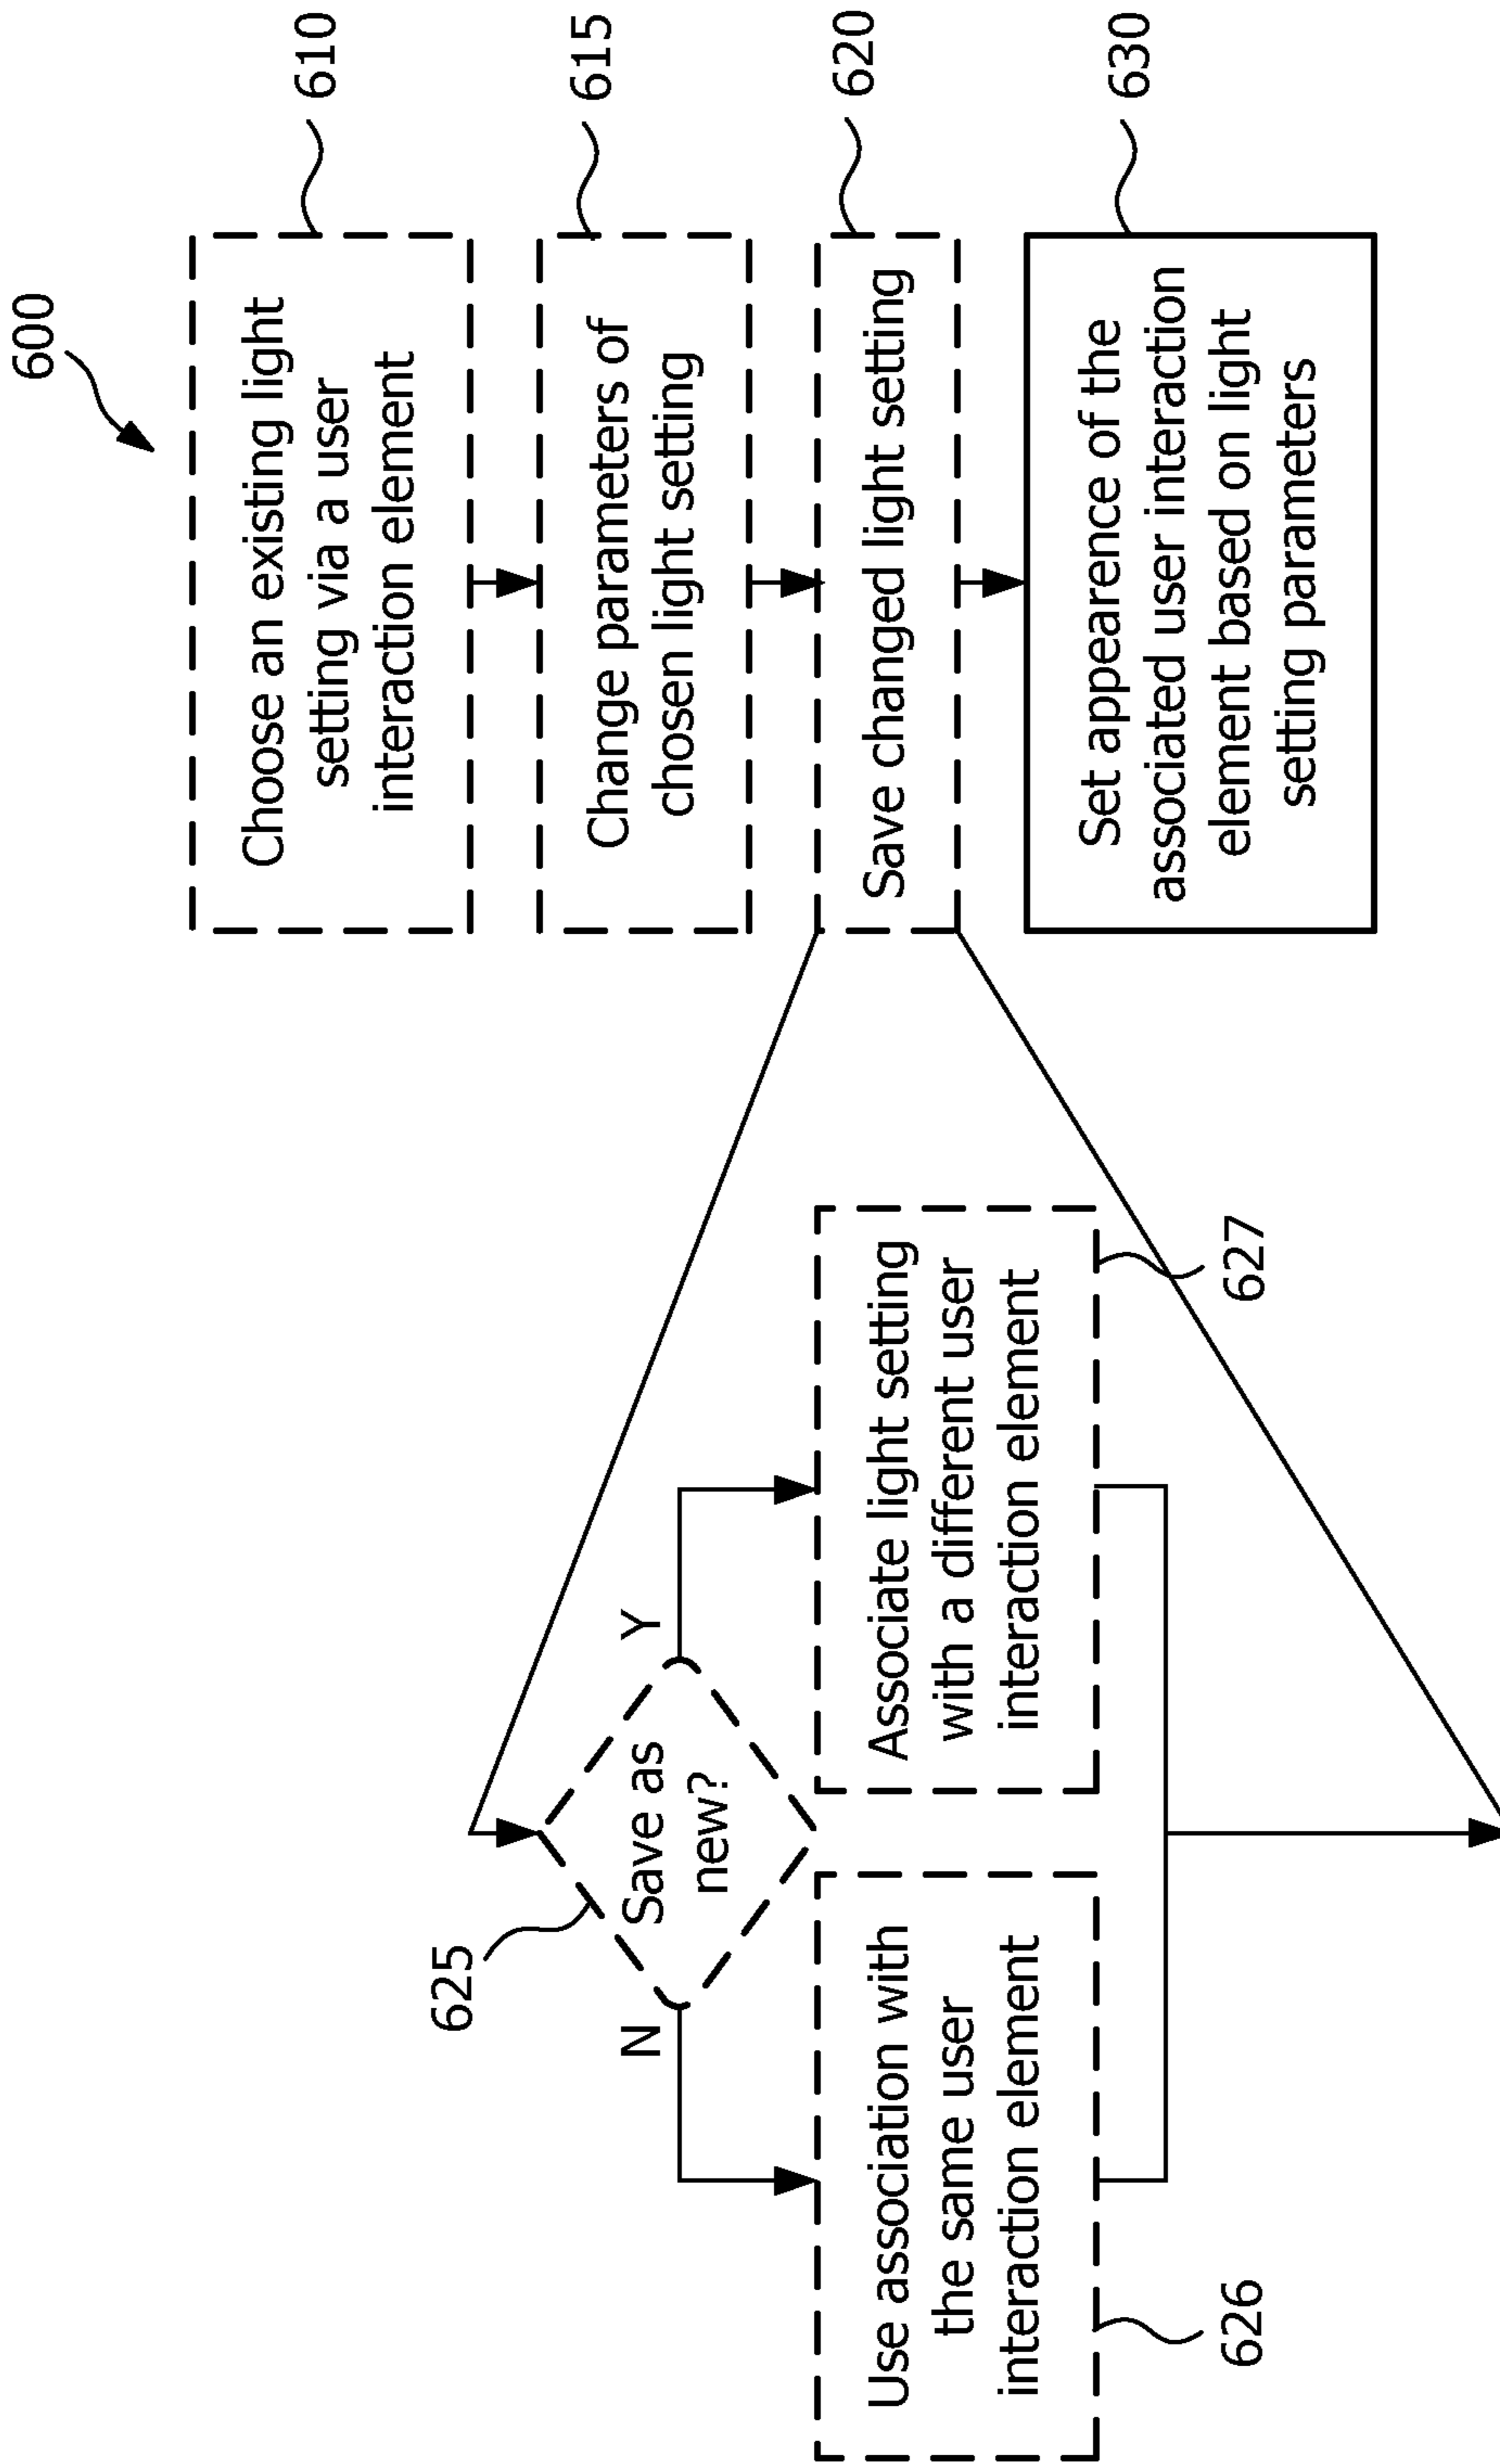 600
Choose an existing light
setting via a user
interaction element
610
Change parameters of
chosen light setting
615
Save changed light setting
620
Set appearence of the
associated user interaction
element based on light
setting parameters
630
625
Save as
new?
N
Y
Use association with
the same user
interaction element
626
Associate light setting
with a different user
interaction element
627